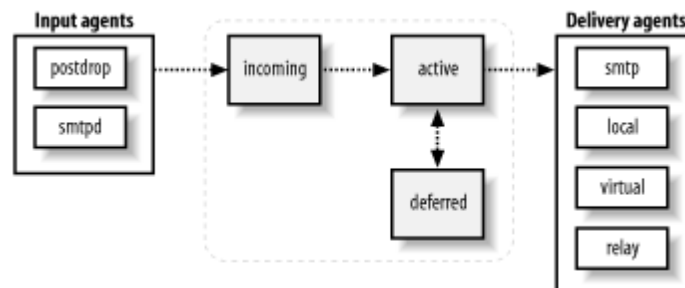 Input agents
postdrop
smtpd
incoming
active
deferred
Delivery agents
smtp
local
virtual
relay